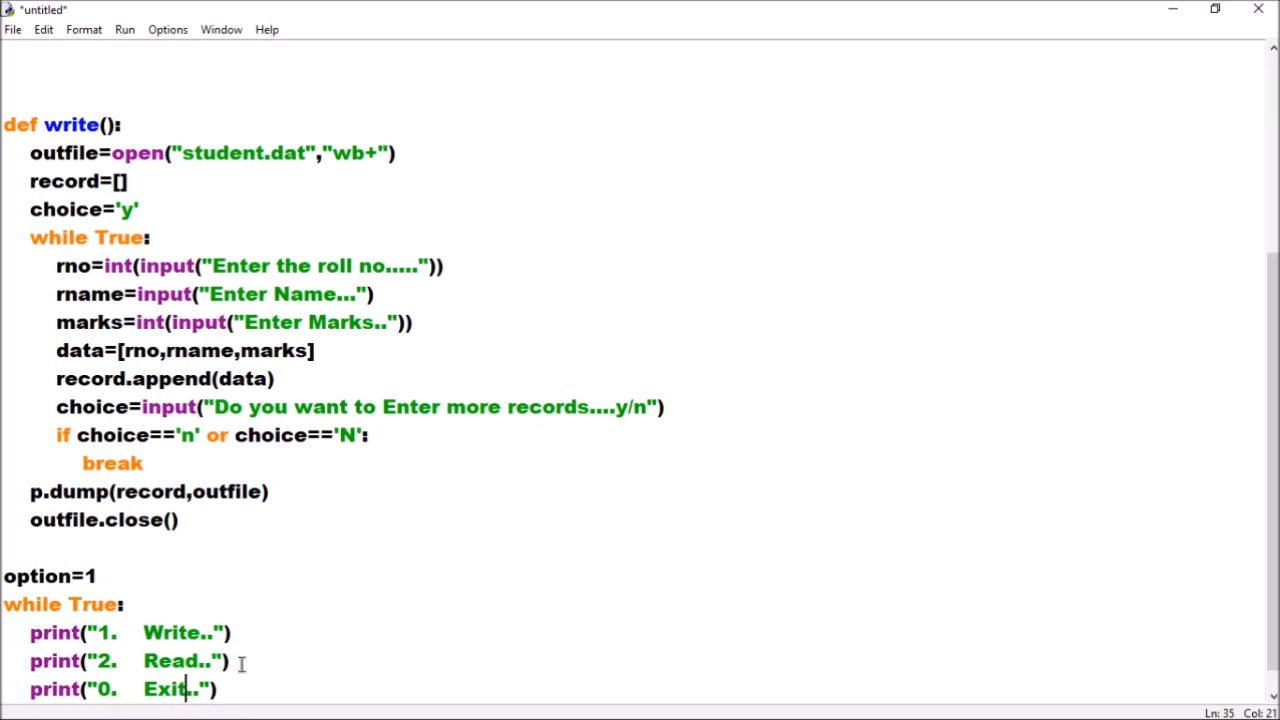 *untitled*
File Edit Format Run Options Window Help
def write():
    outfile=open("student.dat","wb+")
    record=[]
    choice='y'
    while True:
        rno=int(input("Enter the roll no....."))
        rname=input("Enter Name...")
        marks=int(input("Enter Marks.."))
        data=[rno,rname,marks]
        record.append(data)
        choice=input("Do you want to Enter more records....y/n")
        if choice=='n' or choice=='N':
            break
    p.dump(record,outfile)
    outfile.close()
option=1
while True:
    print("1.    Write..")
    print("2.    Read..")
    print("0.    Exit..")
Ln: 35 Col: 21